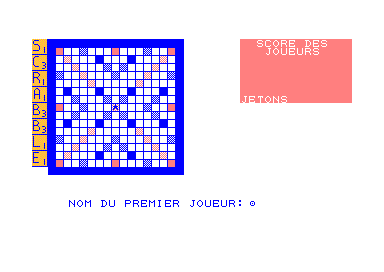 S1
C3
R1
A1
B3
B3
L1
E1
SCORE DES
JOUEURS
JETONS
NOM DU PREMIER JOUEUR: